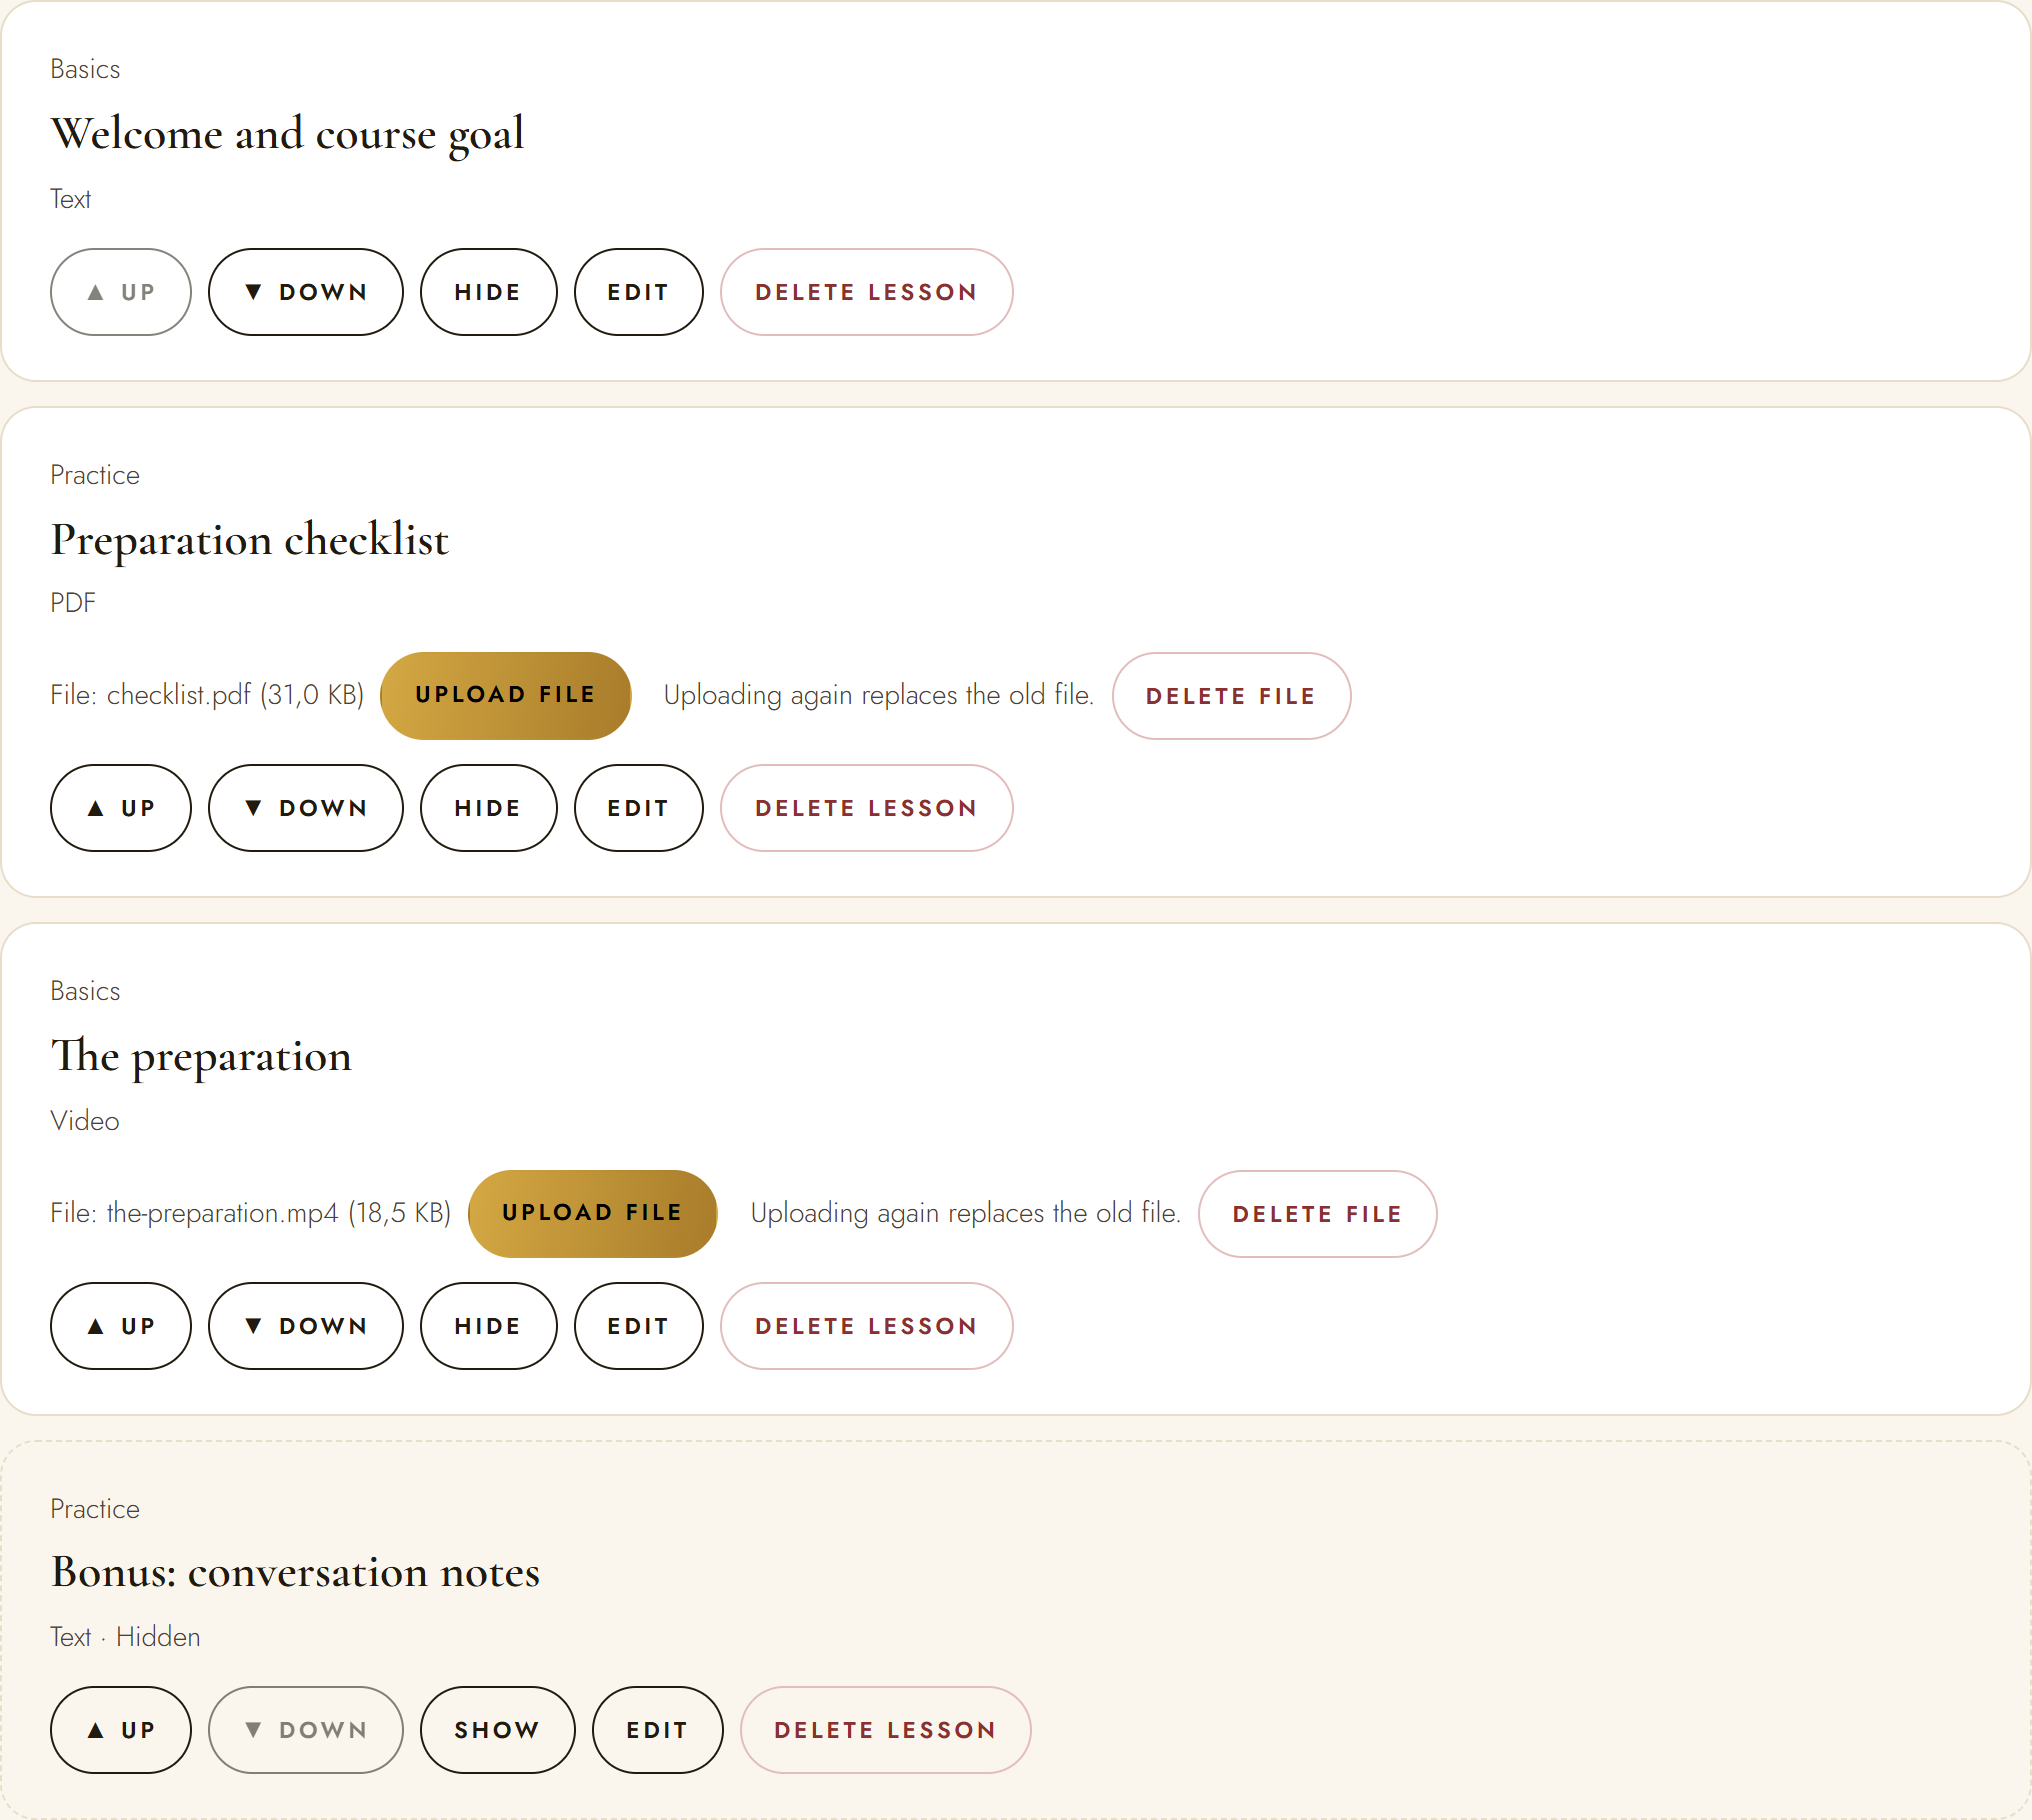 Basics
Welcome and course goal
Text
▲ UP ▼ DOWN HIDE EDIT DELETE LESSON
Practice
Preparation checklist
PDF
File: checklist.pdf (31,0 KB) UPLOAD FILE Uploading again replaces the old file. DELETE FILE
▲ UP ▼ DOWN HIDE EDIT DELETE LESSON
Basics
The preparation
Video
File: the-preparation.mp4 (18,5 KB) UPLOAD FILE Uploading again replaces the old file. DELETE FILE
▲ UP ▼ DOWN HIDE EDIT DELETE LESSON
Practice
Bonus: conversation notes
Text · Hidden
▲ UP ▼ DOWN SHOW EDIT DELETE LESSON